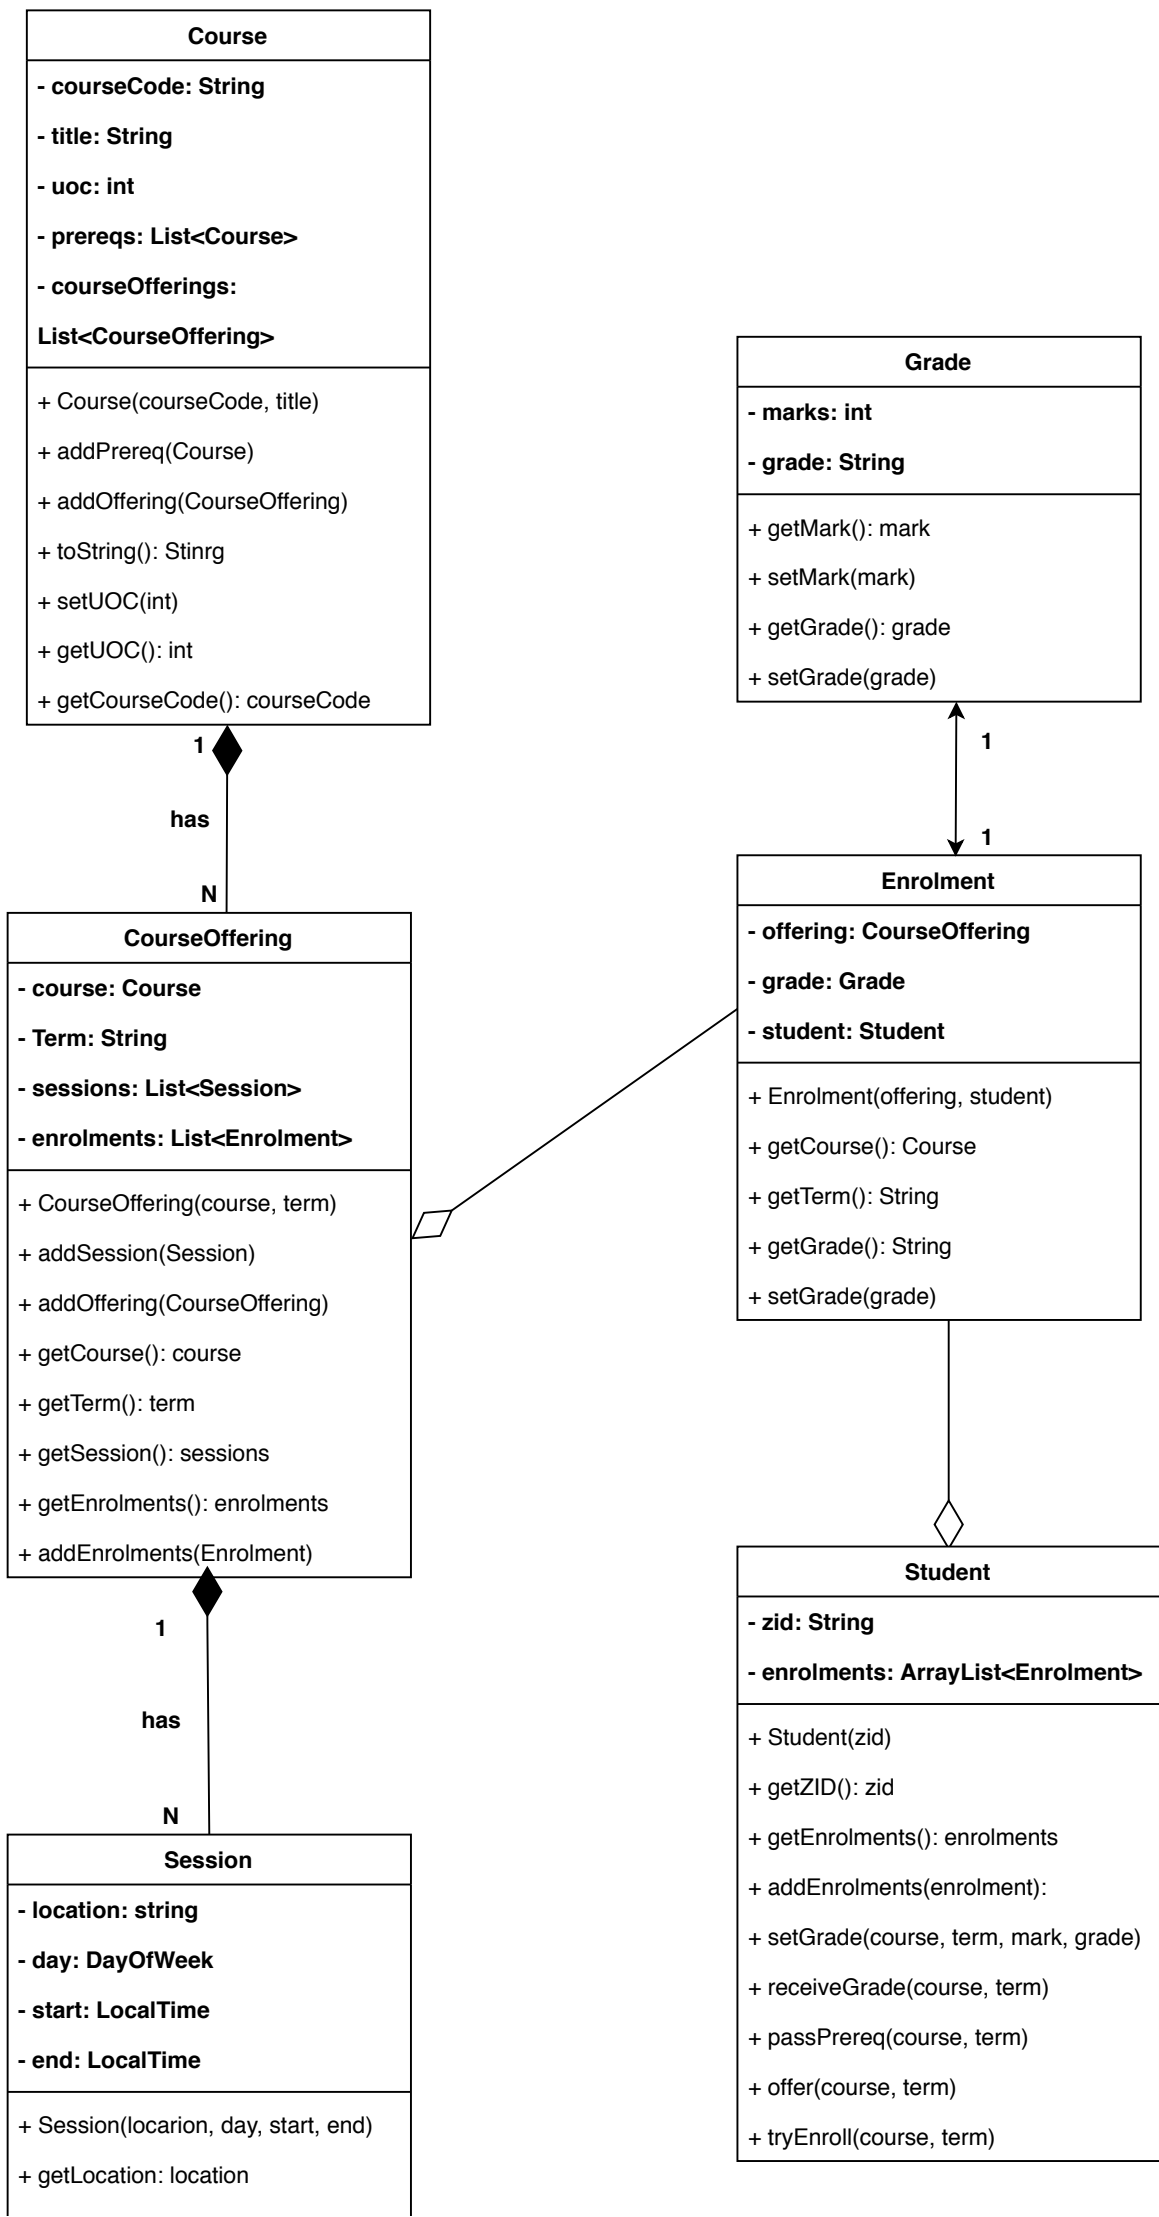 Course
- courseCode: String
- title: String
- uoc: int
- prereqs: List<Course>
- courseOfferings:
List<CourseOffering>
+ Course(courseCode, title)
+ addPrereq(Course)
+ addOffering(CourseOffering)
+ toString(): Stinrg
+ setUOC(int)
+ getUOC(): int
+ getCourseCode(): courseCode
1
has
N
CourseOffering
- course: Course
- Term: String
- sessions: List<Session>
- enrolments: List<Enrolment>
+ CourseOffering(course, term)
+ addSession(Session)
+ addOffering(CourseOffering)
+ getCourse(): course
+ getTerm(): term
+ getSession(): sessions
+ getEnrolments(): enrolments
+ addEnrolments(Enrolment)
1
has
N
Session
- location: string
- day: DayOfWeek
- start: LocalTime
- end: LocalTime
+ Session(locarion, day, start, end)
+ getLocation: location
Grade
- marks: int
- grade: String
+ getMark(): mark
+ setMark(mark)
+ getGrade(): grade
+ setGrade(grade)
1
1
Enrolment
- offering: CourseOffering
- grade: Grade
- student: Student
+ Enrolment(offering, student)
+ getCourse(): Course
+ getTerm(): String
+ getGrade(): String
+ setGrade(grade)
Student
- zid: String
- enrolments: ArrayList<Enrolment>
+ Student(zid)
+ getZID(): zid
+ getEnrolments(): enrolments
+ addEnrolments(enrolment):
+ setGrade(course, term, mark, grade)
+ receiveGrade(course, term)
+ passPrereq(course, term)
+ offer(course, term)
+ tryEnroll(course, term)